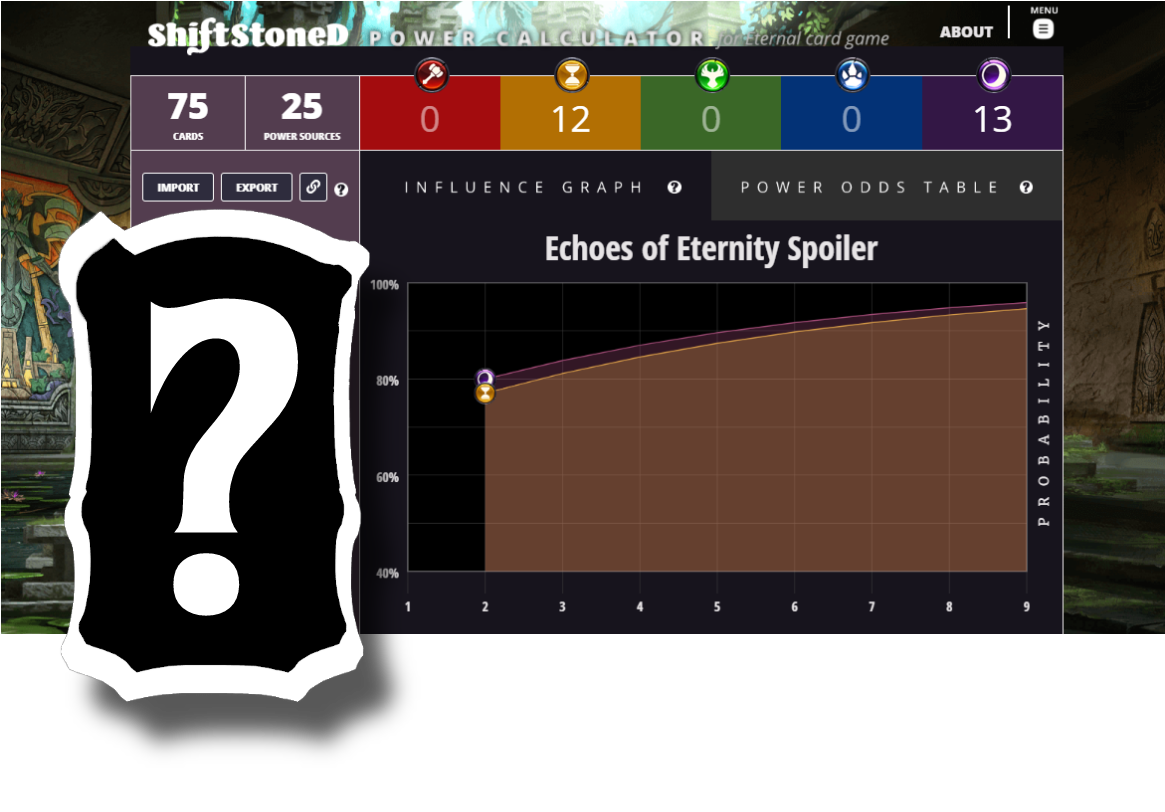 ShiftStoneD POWER CALCULATOR for Eternal card game
ABOUT
MENU
75
CARDS
25
POWER SOURCES
0
12
0
0
13
IMPORT
EXPORT
?
INFLUENCE GRAPH ?
POWER ODDS TABLE ?
Echoes of Eternity Spoiler
100%
80%
60%
40%
1 2 3 4 5 6 7 8 9
PROBABILITY
?